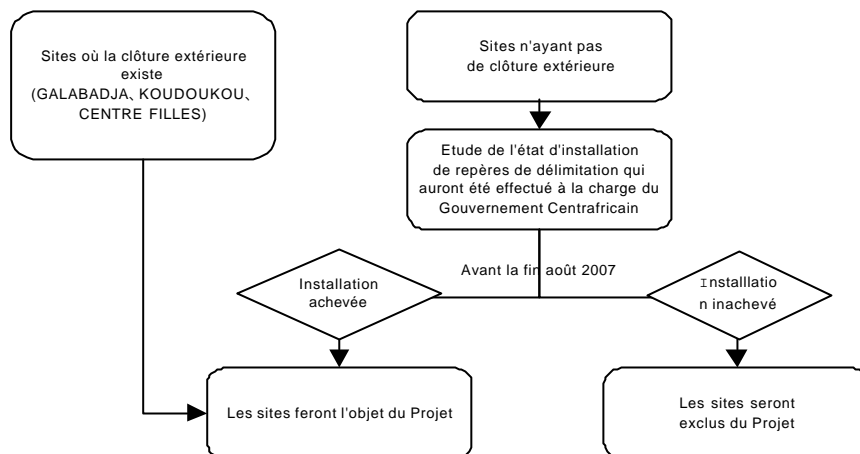 Sites où la clôture extérieure
existe
(GALABADJA、KOUDOUKOU、
CENTRE FILLES)
Sites n'ayant pas
de clôture extérieure
Etude de l'état d'installation
de repères de délimitation qui
auront été effectué à la charge du
Gouvernement Centrafricain
Avant la fin août 2007
Installation
achevée
Installlatio
n inachevé
Les sites feront l'objet du Projet
Les sites seront
exclus du Projet